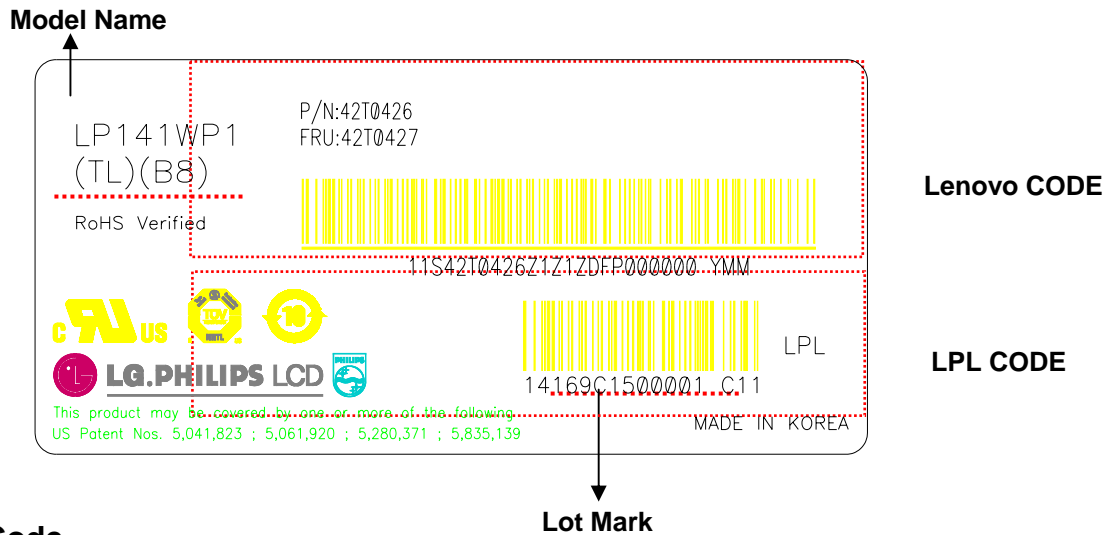 Model Name
LP141WP1
(TL)(B8)
RoHS Verified
P/N:42T0426
FRU:42T0427
11S42T0426Z1Z1ZDFP000000 YMM
Lenovo CODE
C US
TUV
10
LG.PHILIPS LCD
PHILIPS
14169C1500001 C11
LPL
LPL CODE
This product may be covered by one or more of the following
US Patent Nos. 5,041,823 ; 5,061,920 ; 5,280,371 ; 5,835,139
MADE IN KOREA
Lot Mark